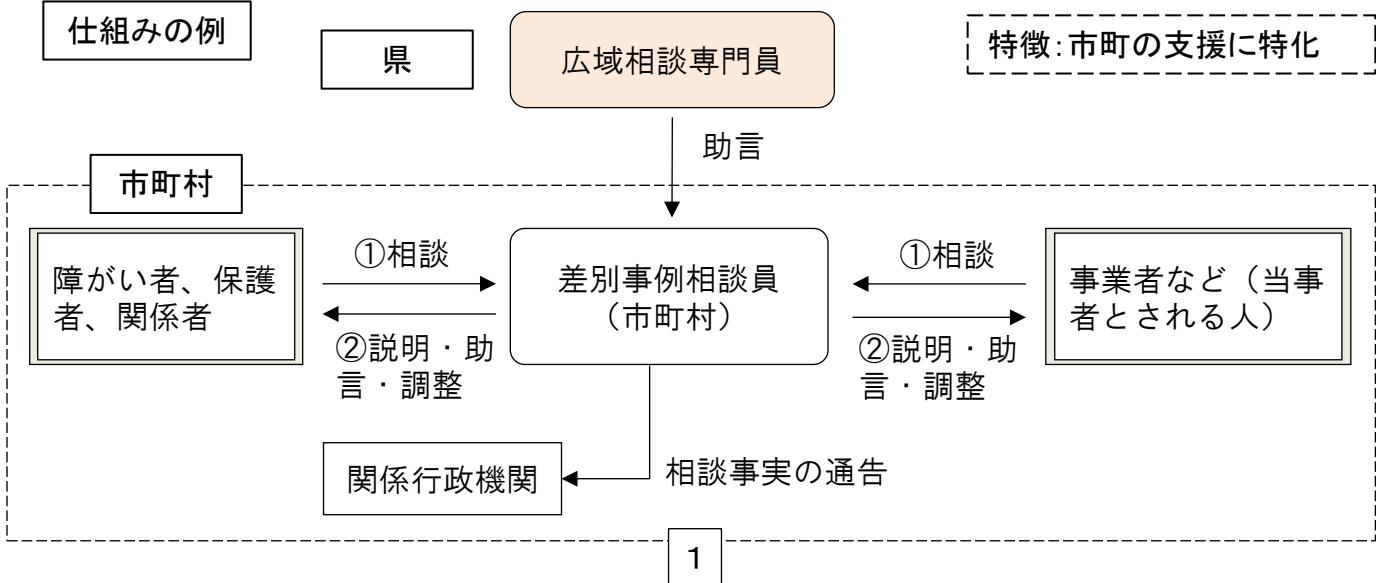 仕組みの例
県
広域相談専門員
特徴：市町の支援に特化
助言
市町村
障がい者、保護
者、関係者
①相談
②説明・助
言・調整
差別事例相談員
（市町村）
①相談
②説明・助
言・調整
事業者など（当事
者とされる人）
関係行政機関
相談事実の通告
1